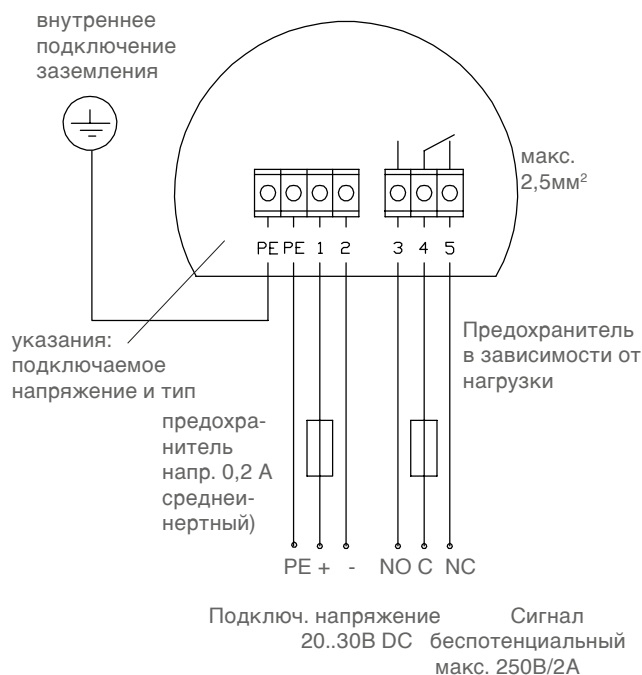 внутреннее
подключение
заземления
макс.
2,5мм²
PE PE 1 2 3 4 5
указания:
подключаемое
напряжение и тип
Предохранитель
в зависимости от
нагрузки
предохра-
нитель
напр. 0,2 А
среднеи-
нертный)
PE + - NO C NC
Подключ. напряжение
20..30В DC
Сигнал
беспотенциальный
макс. 250В/2А